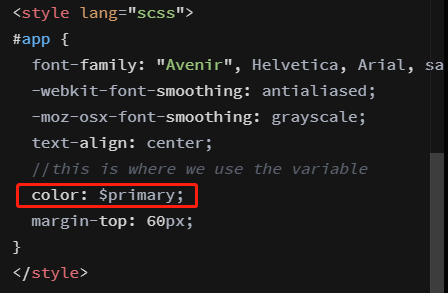 <style lang="scss">
#app {
font-family: "Avenir", Helvetica, Arial, sa
-webkit-font-smoothing: antialiased;
-moz-osx-font-smoothing: grayscale;
text-align: center;
//this is where we use the variable
color: $primary;
margin-top: 60px;
}
</style>